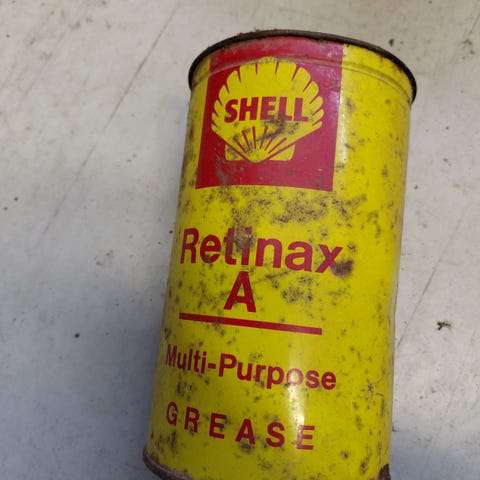 SHELL
Retinax
A
Multi-Purpose
GREASE